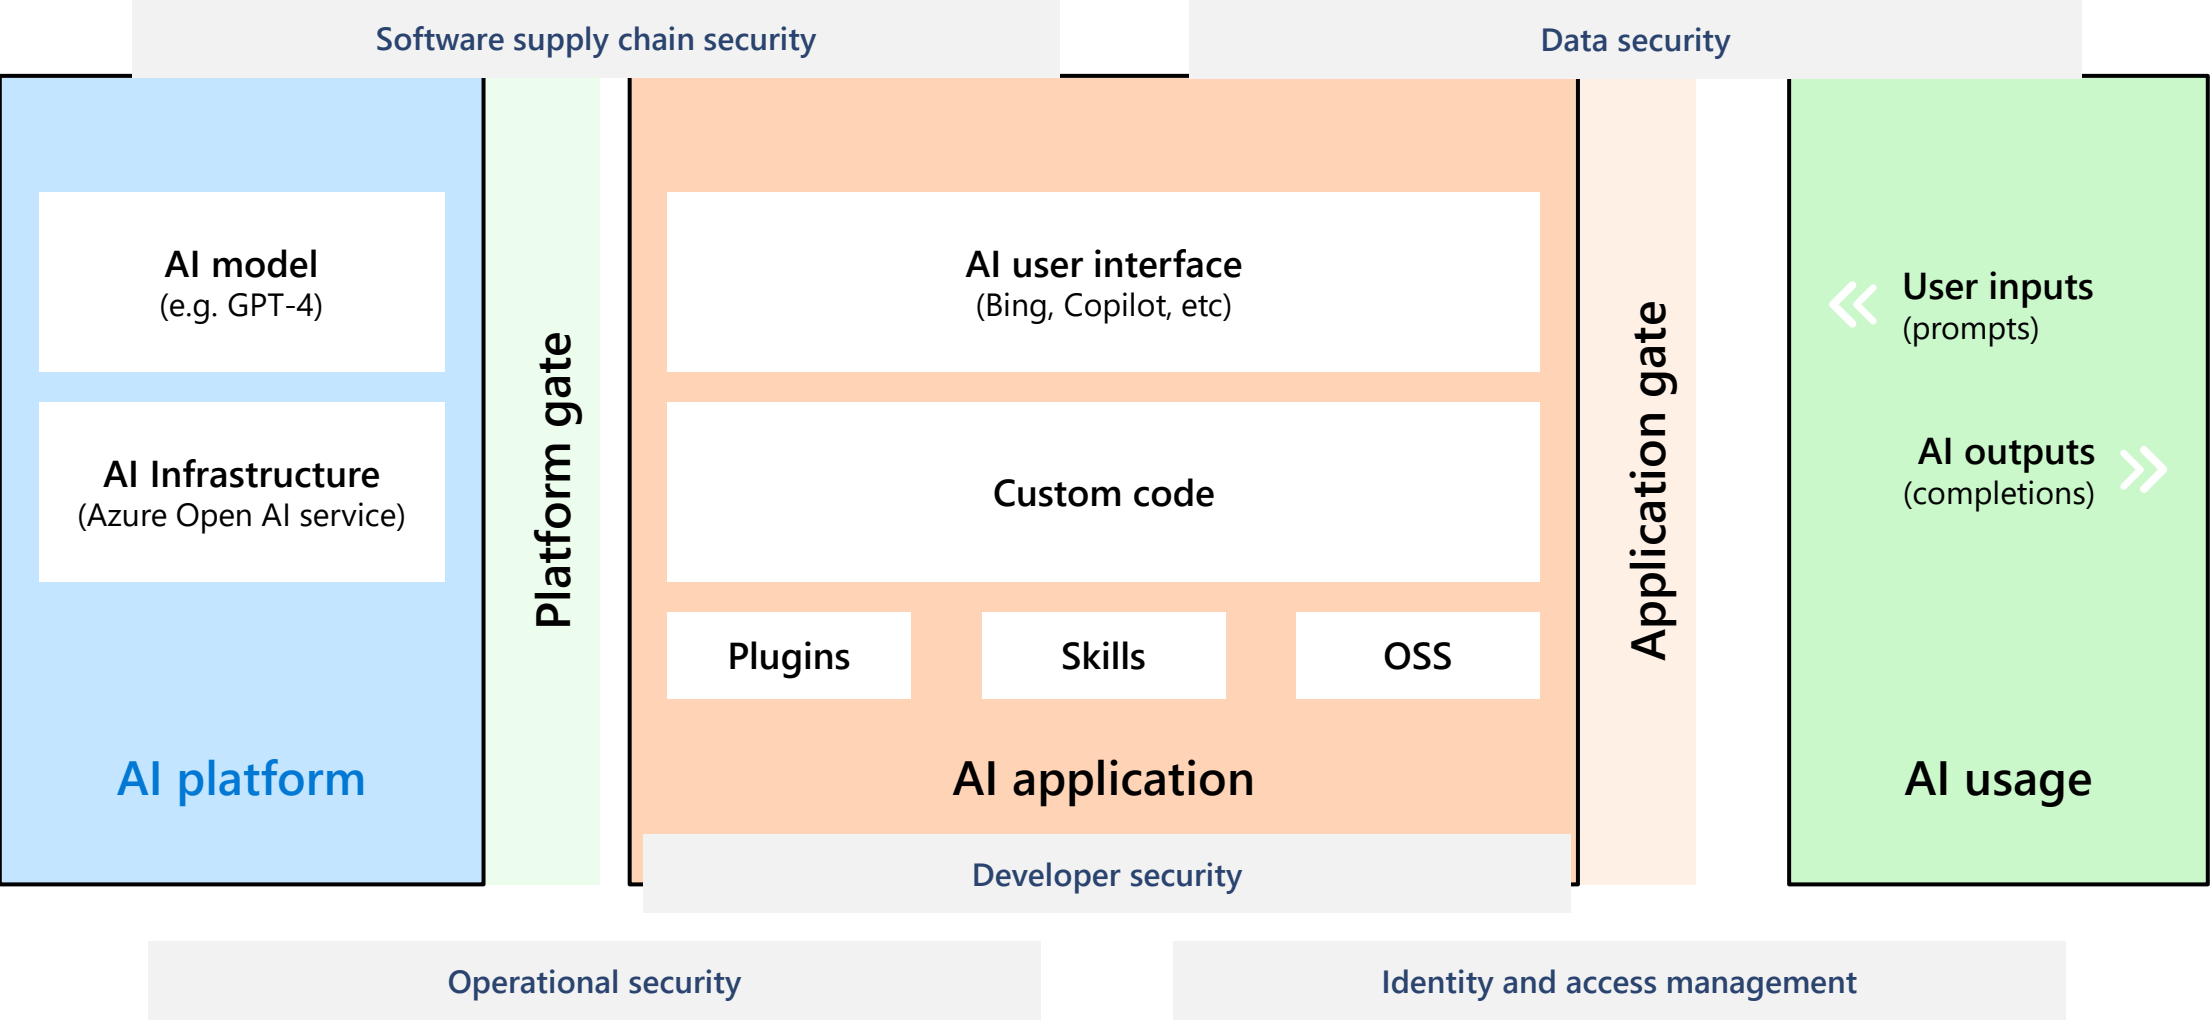 Software supply chain security
Data security
AI model
(e.g. GPT-4)
AI Infrastructure
(Azure Open AI service)
AI platform
Platform gate
AI user interface
(Bing, Copilot, etc)
Custom code
Plugins
Skills
OSS
AI application
Developer security
Application gate
User inputs
(prompts)
AI outputs
(completions)
AI usage
Operational security
Identity and access management